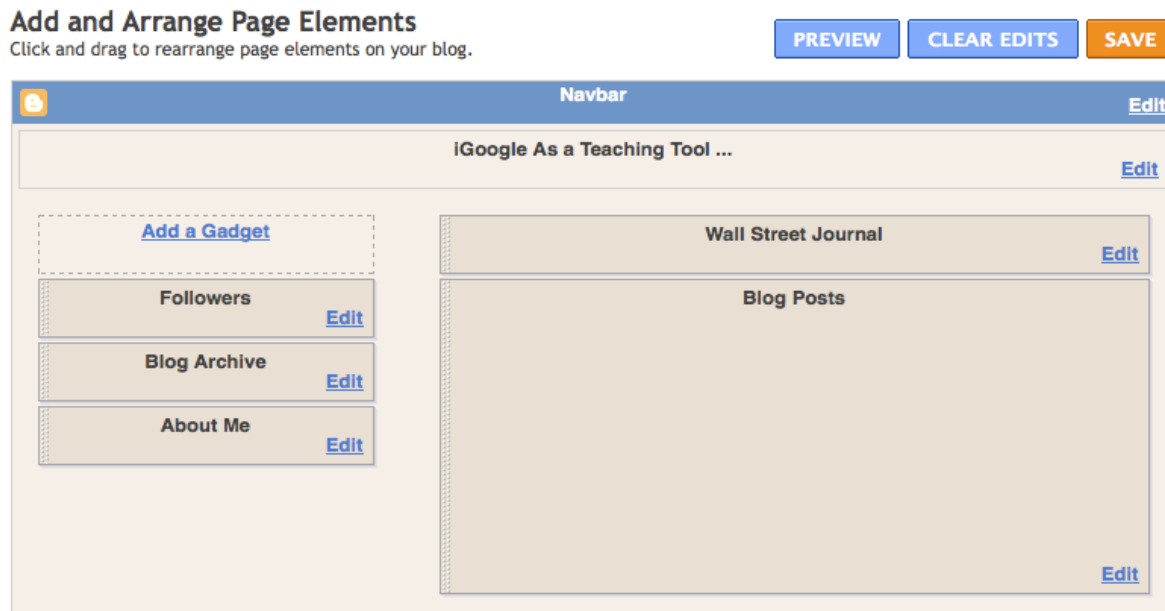 Add and Arrange Page Elements
Click and drag to rearrange page elements on your blog.
PREVIEW
CLEAR EDITS
SAVE
Navbar
Edit
iGoogle As a Teaching Tool ...
Edit
Add a Gadget
Followers
Edit
Blog Archive
Edit
About Me
Edit
Wall Street Journal
Edit
Blog Posts
Edit